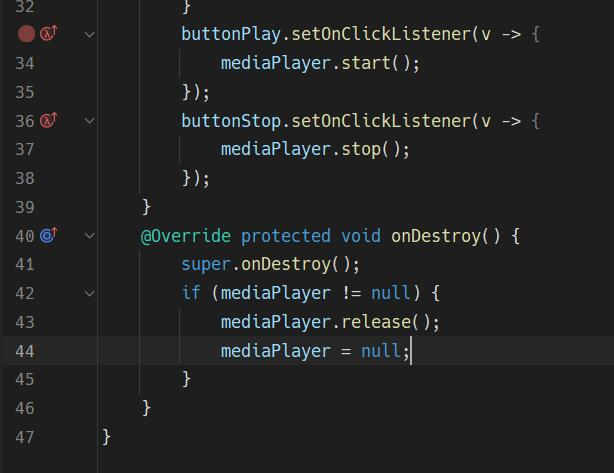 32 }
buttonPlay.setOnClickListener(v -> {
34 mediaPlayer.start();
35 });
36 buttonStop.setOnClickListener(v -> {
37 mediaPlayer.stop();
38 });
39 }
40 @Override protected void onDestroy() {
41 super.onDestroy();
42 if (mediaPlayer != null) {
43 mediaPlayer.release();
44 mediaPlayer = null;
45 }
46 }
47 }